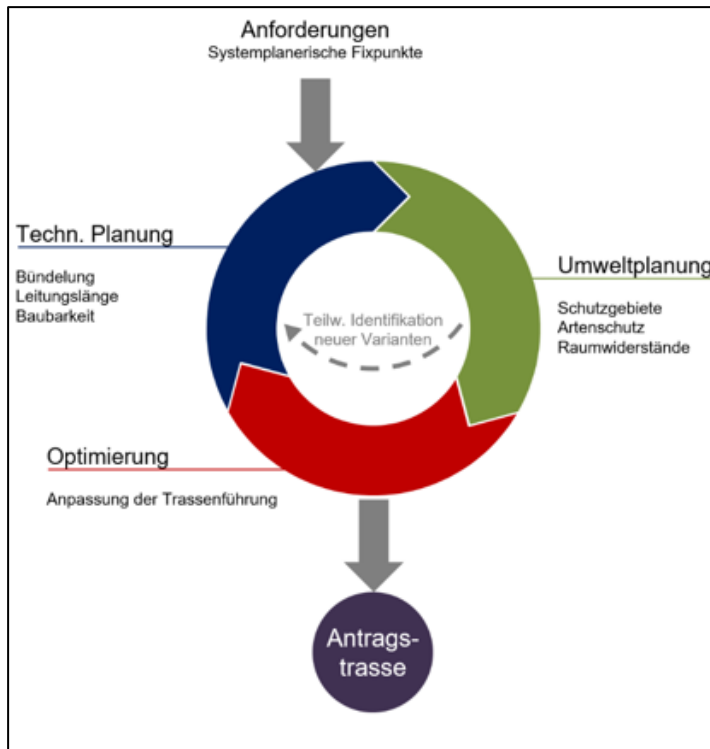 Anforderungen
Systemplanerische Fixpunkte
Techn. Planung
Bündelung
Leitungslänge
Baubarkeit
Umweltplanung
Schutzgebiete
Artenschutz
Raumwiderstände
Teilw. Identifikation
neuer Varianten
Optimierung
Anpassung der Trassenführung
Antrags-
trasse